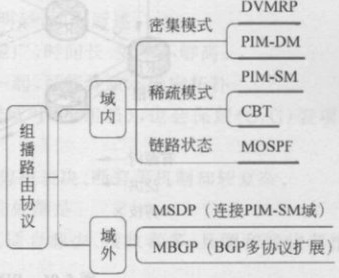 组播路由协议
域内
密集模式
DVMRP
PIM-DM
稀疏模式
PIM-SM
CBT
链路状态
MOSPF
域外
MSDP（连接PIM-SM域）
MBGP（BGP多协议扩展）